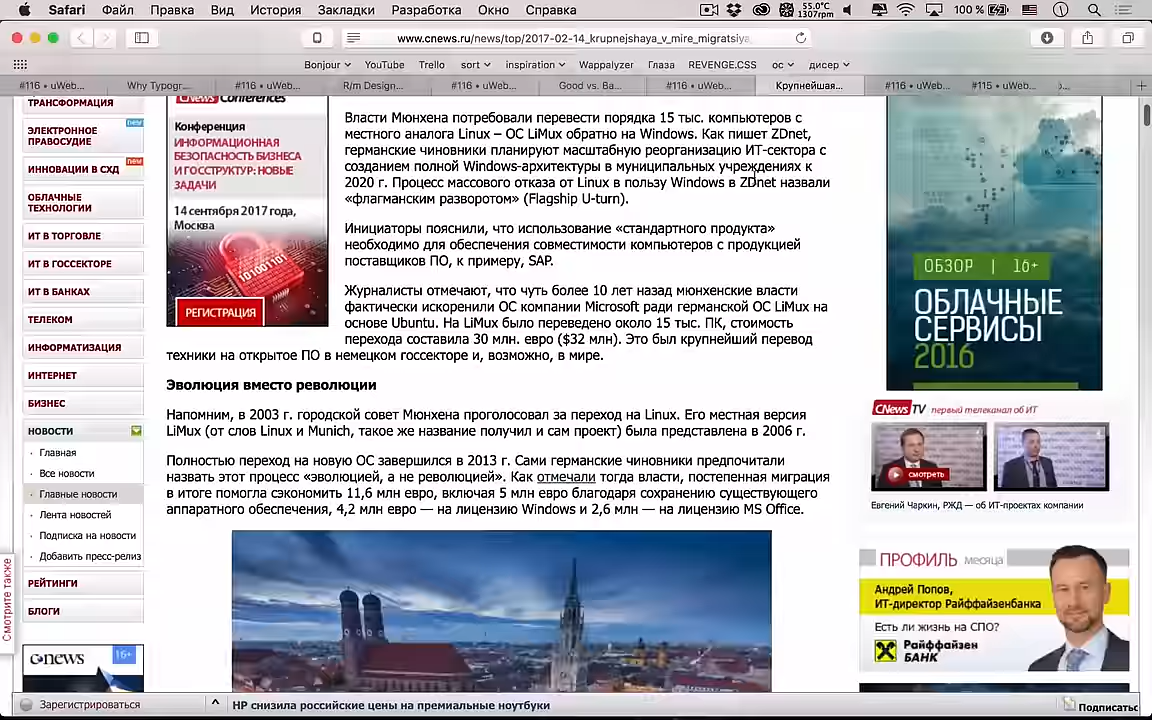 Safari Файл Правка Вид История Закладки Разработка Окно Справка
55.0°C
1307rpm
100 %
www.cnews.ru/news/top/2017-02-14_krupnejshaya_v_mire_migratsiya_
Bonjour YouTube Trello sort inspiration Wappalyzer Глаза REVENGE.CSS ос дисер
#116 • uWeb... Why Typogr... #116 • uWeb... R/m Design... #116 • uWeb... Good vs. Ba... #116 • uWeb... Крупнейшая... #116 • uWeb... #115 • uWeb...
ТРАНСФОРМАЦИЯ
ЭЛЕКТРОННОЕ
ПРАВОСУДИЕ
new
ИННОВАЦИИ В СХД
new
ОБЛАЧНЫЕ
ТЕХНОЛОГИИ
ИТ В ТОРГОВЛЕ
ИТ В ГОССЕКТОРЕ
ИТ В БАНКАХ
ТЕЛЕКОМ
ИНФОРМАТИЗАЦИЯ
ИНТЕРНЕТ
БИЗНЕС
НОВОСТИ
Главная
Все новости
Главные новости
Лента новостей
Подписка на новости
Добавить пресс-релиз
РЕЙТИНГИ
БЛОГИ
Смотрите также
cnews
16+
CNews Conferences
Конференция
ИНФОРМАЦИОННАЯ
БЕЗОПАСНОСТЬ БИЗНЕСА
И ГОССТРУКТУР: НОВЫЕ
ЗАДАЧИ
14 сентября 2017 года,
Москва
101001101
РЕГИСТРАЦИЯ
Власти Мюнхена потребовали перевести порядка 15 тыс. компьютеров с
местного аналога Linux – ОС LiMux обратно на Windows. Как пишет ZDnet,
германские чиновники планируют масштабную реорганизацию ИТ-сектора с
созданием полной Windows-архитектуры в муниципальных учреждениях к
2020 г. Процесс массового отказа от Linux в пользу Windows в ZDnet назвали
«флагманским разворотом» (Flagship U-turn).
Инициаторы пояснили, что использование «стандартного продукта»
необходимо для обеспечения совместимости компьютеров с продукцией
поставщиков ПО, к примеру, SAP.
Журналисты отмечают, что чуть более 10 лет назад мюнхенские власти
фактически искоренили ОС компании Microsoft ради германской ОС LiMux на
основе Ubuntu. На LiMux было переведено около 15 тыс. ПК, стоимость
перехода составила 30 млн. евро ($32 млн). Это был крупнейший перевод
техники на открытое ПО в немецком госсекторе и, возможно, в мире.
Эволюция вместо революции
Напомним, в 2003 г. городской совет Мюнхена проголосовал за переход на Linux. Его местная версия
LiMux (от слов Linux и Munich, такое же название получил и сам проект) была представлена в 2006 г.
Полностью переход на новую ОС завершился в 2013 г. Сами германские чиновники предпочитали
назвать этот процесс «эволюцией, а не революцией». Как отмечали тогда власти, постепенная миграция
в итоге помогла сэкономить 11,6 млн евро, включая 5 млн евро благодаря сохранению существующего
аппаратного обеспечения, 4,2 млн евро — на лицензию Windows и 2,6 млн — на лицензию MS Office.
ОБЗОР | 16+
ОБЛАЧНЫЕ
СЕРВИСЫ
2016
CNews TV первый телеканал об ИТ
смотреть
Евгений Чаркин, РЖД — об ИТ-проектах компании
ПРОФИЛЬ месяца
Андрей Попов,
ИТ-директор Райффайзенбанка
Есть ли жизнь на СПО?
Райффайзен
БАНК
Зарегистрироваться
HP снизила российские цены на премиальные ноутбуки
Подписатьс